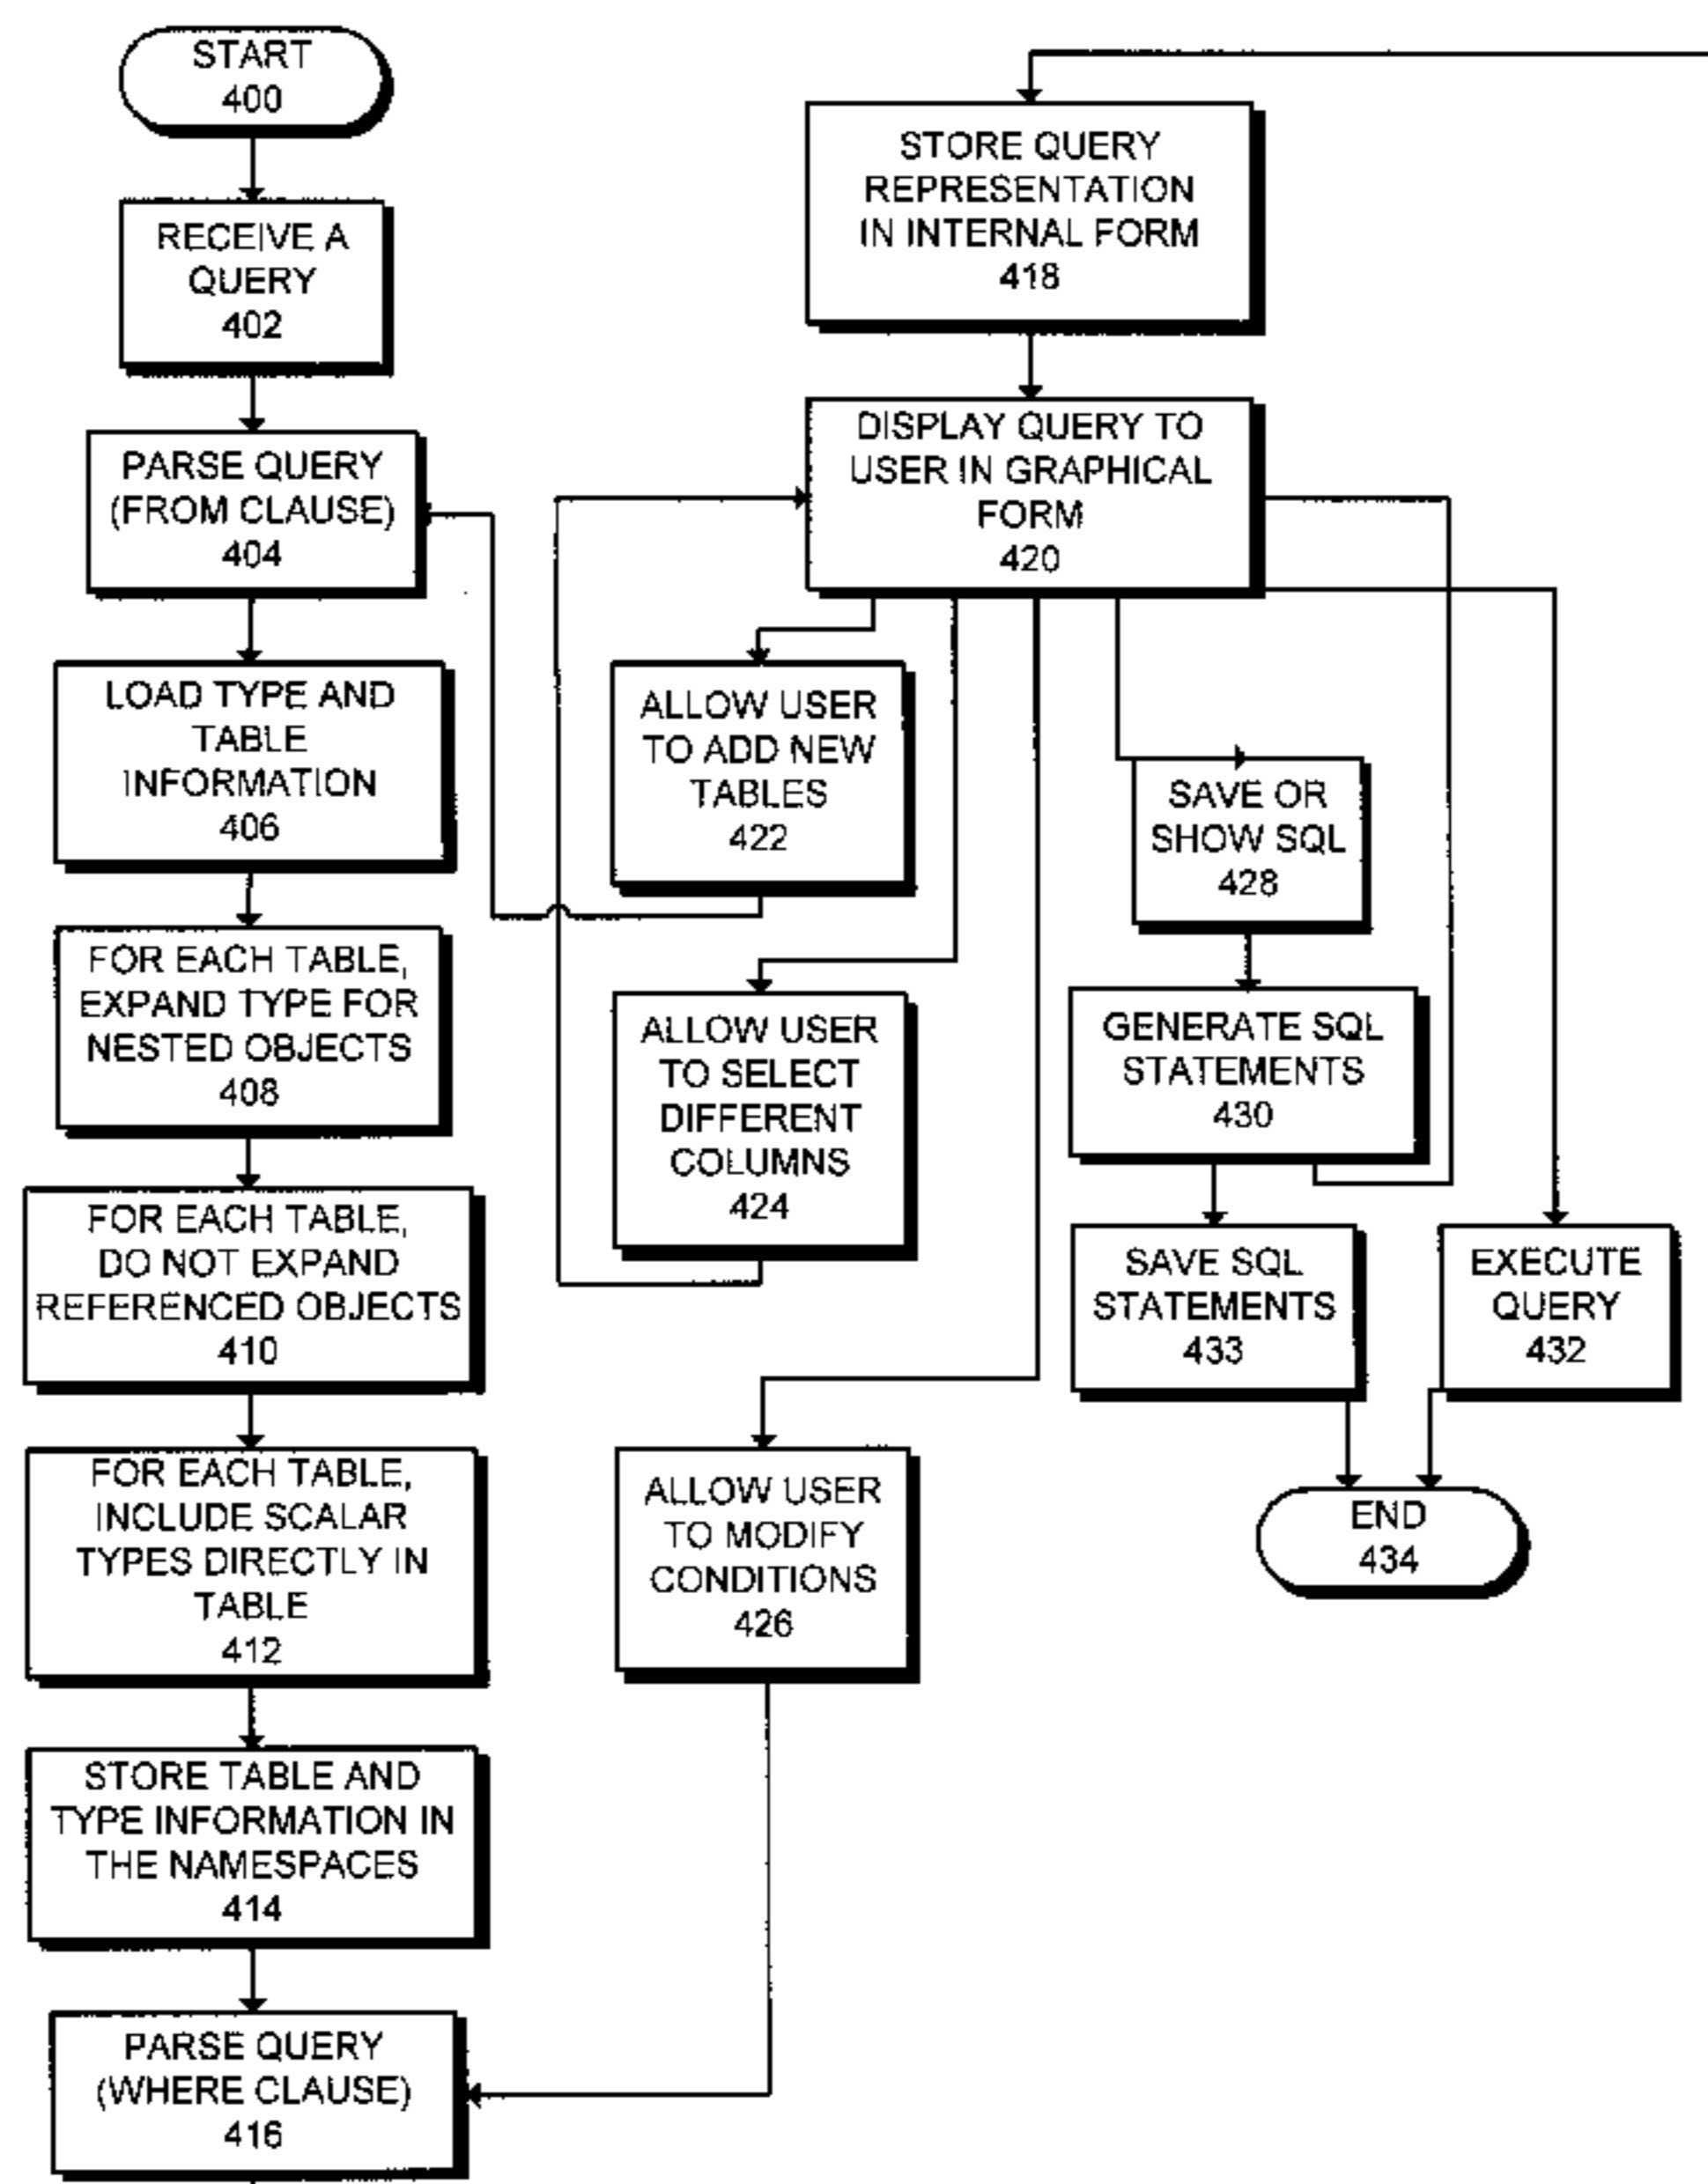 START
400
RECEIVE A
QUERY
402
PARSE QUERY
(FROM CLAUSE)
404
LOAD TYPE AND
TABLE
INFORMATION
406
FOR EACH TABLE,
EXPAND TYPE FOR
NESTED OBJECTS
408
FOR EACH TABLE,
DO NOT EXPAND
REFERENCED OBJECTS
410
FOR EACH TABLE,
INCLUDE SCALAR
TYPES DIRECTLY IN
TABLE
412
STORE TABLE AND
TYPE INFORMATION IN
THE NAMESPACES
414
PARSE QUERY
(WHERE CLAUSE)
416
STORE QUERY
REPRESENTATION
IN INTERNAL FORM
418
DISPLAY QUERY TO
USER IN GRAPHICAL
FORM
420
ALLOW USER
TO ADD NEW
TABLES
422
ALLOW USER
TO SELECT
DIFFERENT
COLUMNS
424
ALLOW USER
TO MODIFY
CONDITIONS
426
SAVE OR
SHOW SQL
428
GENERATE SQL
STATEMENTS
430
SAVE SQL
STATEMENTS
433
EXECUTE
QUERY
432
END
434